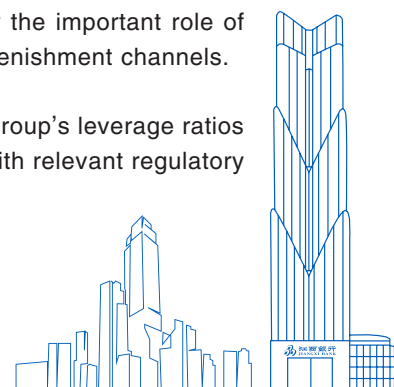 the important role of
enishment channels.
roup's leverage ratios
ith relevant regulatory
江西银行
JIANGXI BANK